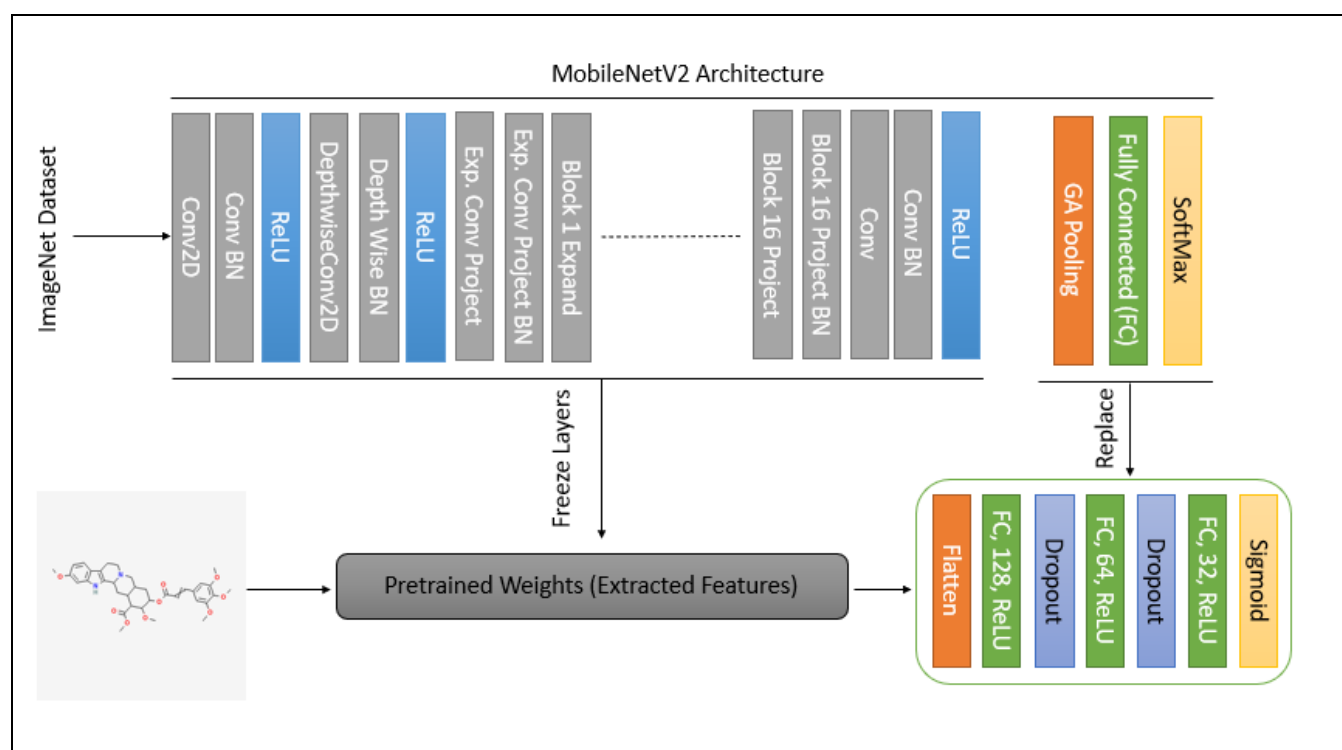 MobileNetV2 Architecture
ImageNet Dataset
Conv2D
Conv BN
ReLU
DepthwiseConv2D
Depth Wise BN
ReLU
Exp. Conv Project
Exp. Conv Project BN
Block 1 Expand
Block 16 Project
Block 16 Project BN
Conv
Conv BN
ReLU
GA Pooling
Fully Connected (FC)
SoftMax
Freeze Layers
Replace
Pretrained Weights (Extracted Features)
Flatten
FC, 128, ReLU
Dropout
FC, 64, ReLU
Dropout
FC, 32, ReLU
Sigmoid